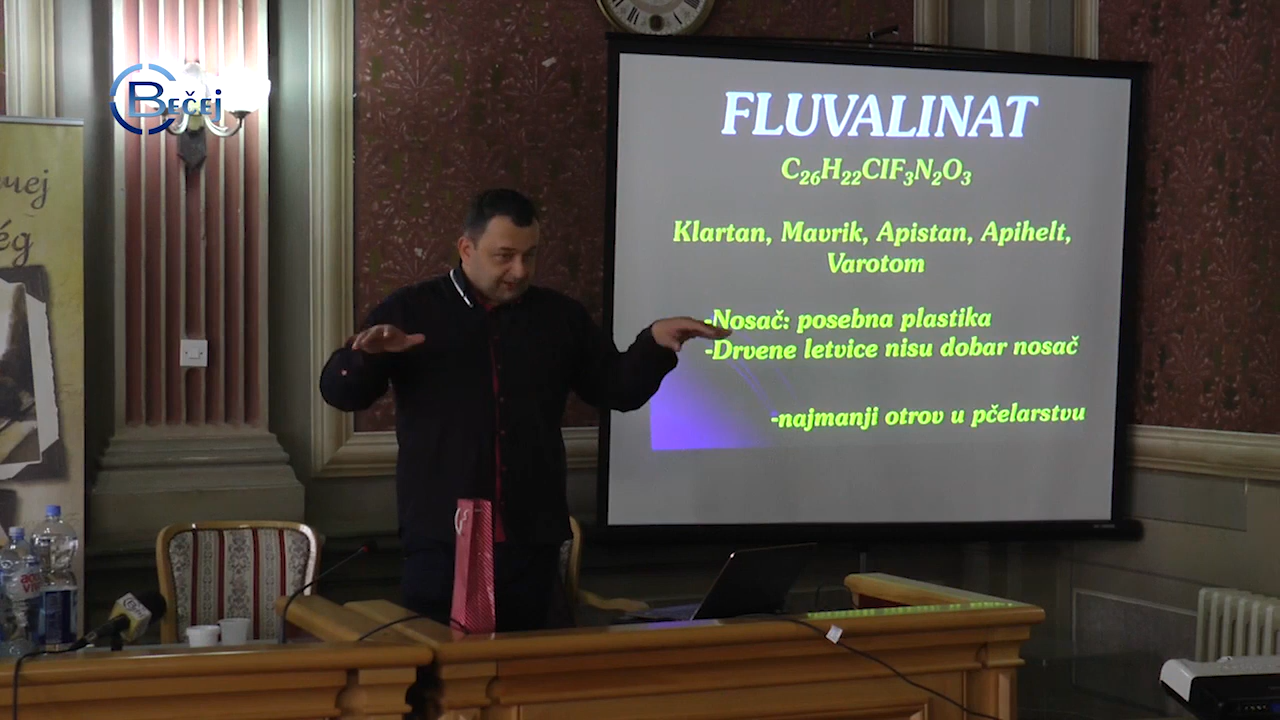 BEČEJ
FLUVALINAT
C₂₆H₂₂ClF₃N₂O₃
Klartan, Mavrik, Apistan, Apihelt,
Varotom
-Nosač: posebna plastika
-Drvene letvice nisu dobar nosač
-najmanji otrov u pčelarstvu